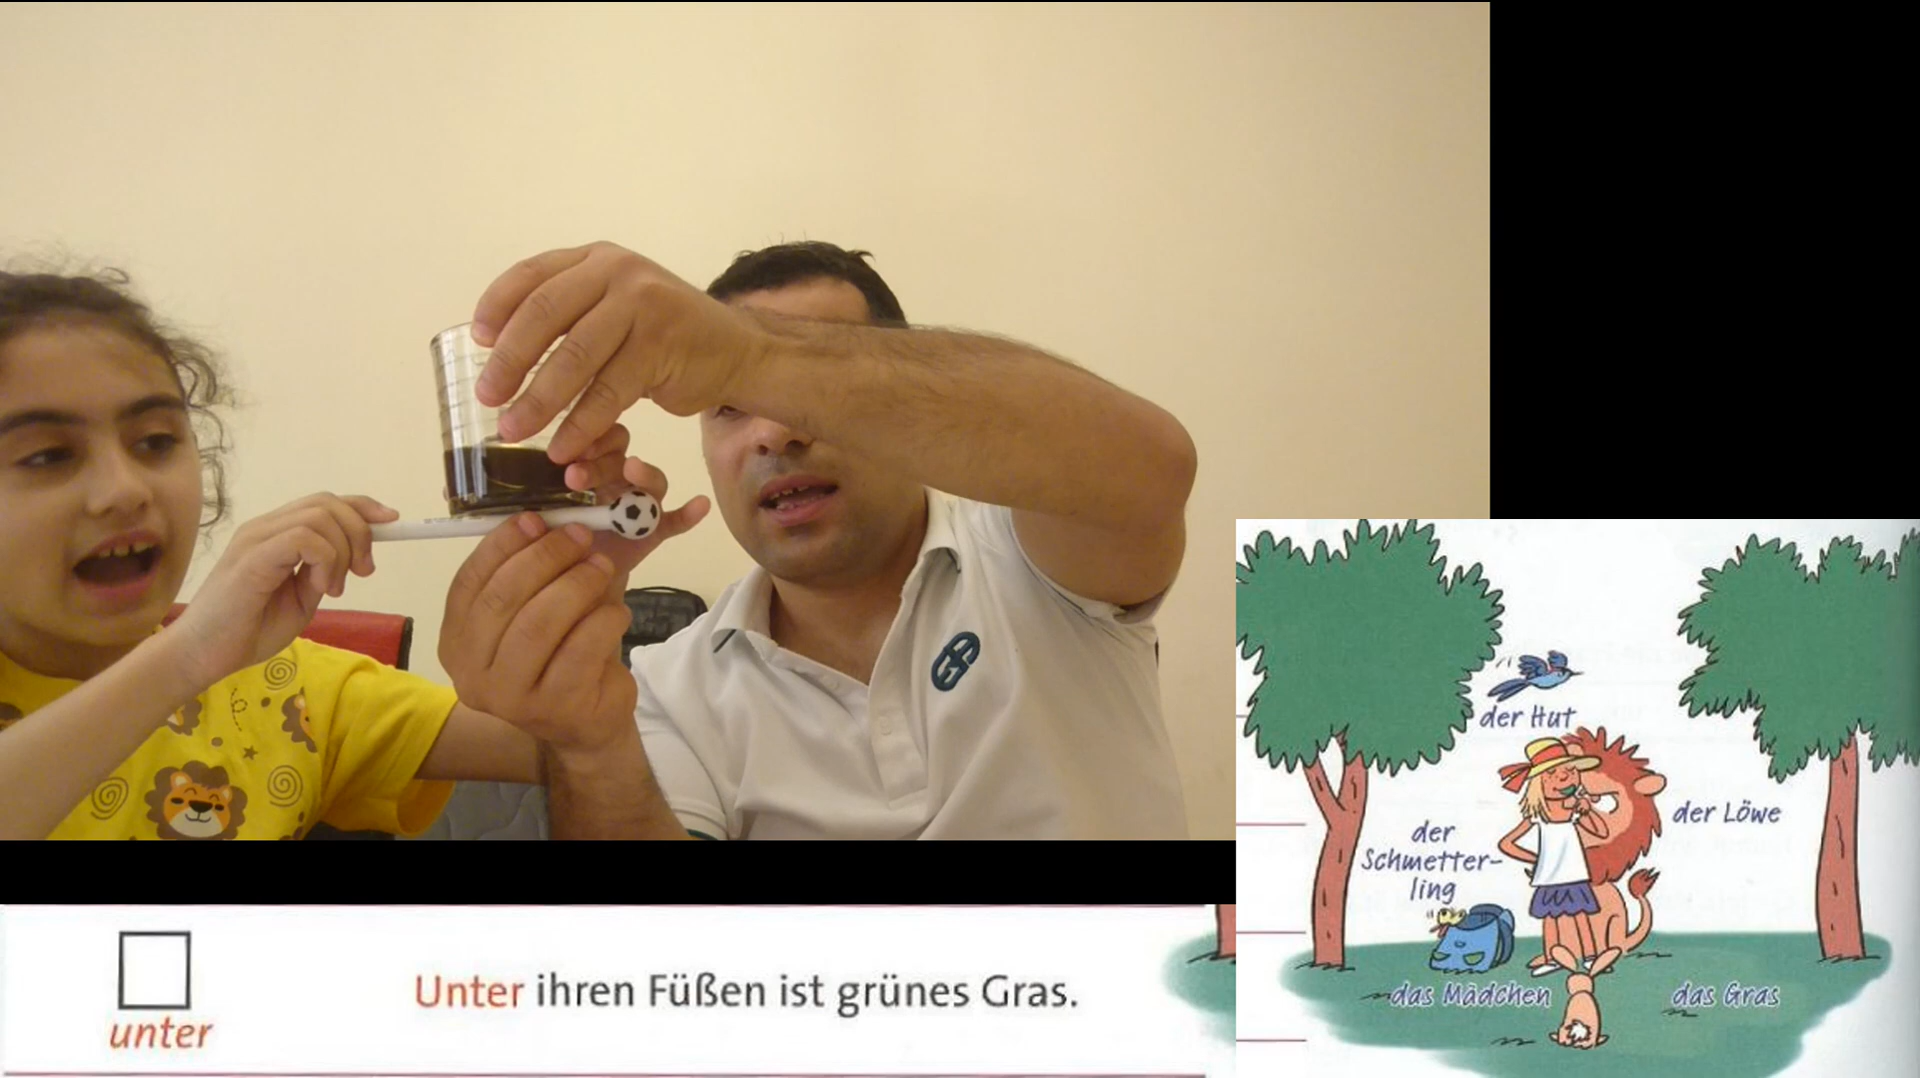 der Hut
der Löwe
der
Schmetter-
ling
das Mädchen
das Gras
Unter ihren Füßen ist grünes Gras.
unter